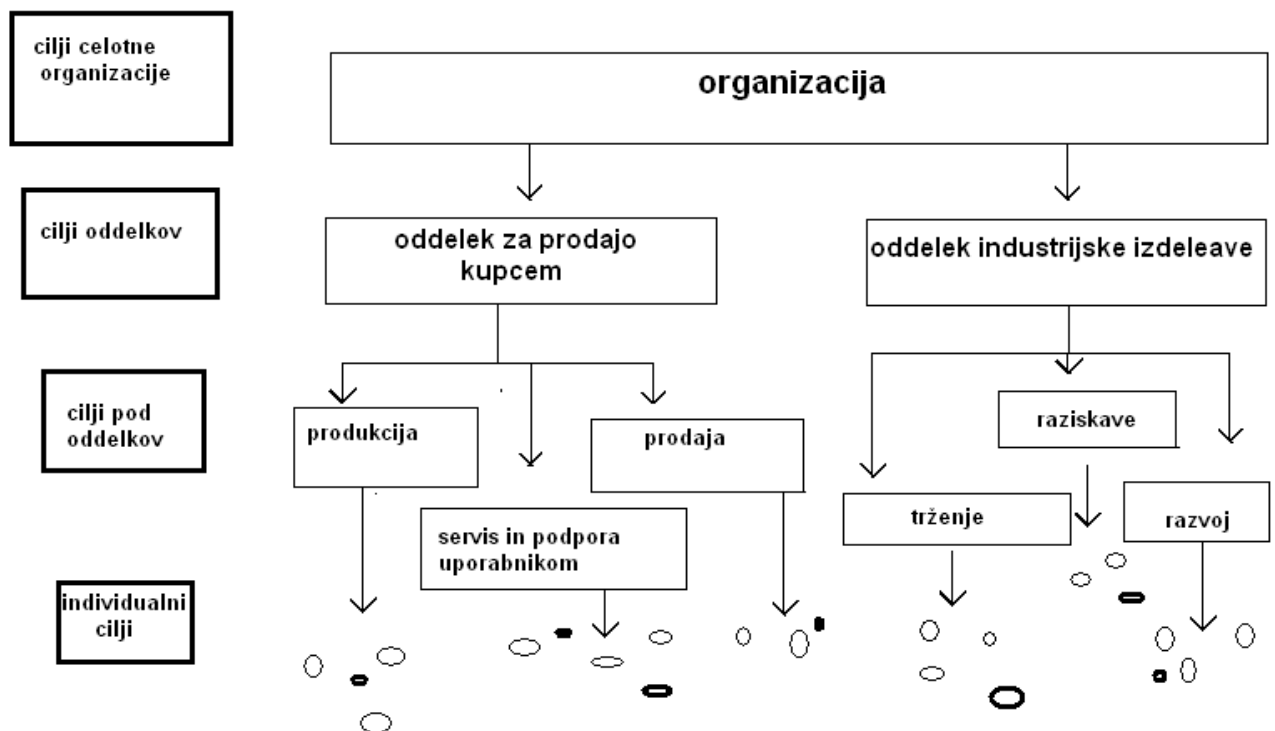 cilji celotne
organizacije
organizacija
cilji oddelkov
oddelek za prodajo
kupcem
oddelek industrijske izdeleave
cilji pod
oddelkov
produkcija
prodaja
raziskave
servis in podpora
uporabnikom
trženje
razvoj
individualni
cilji